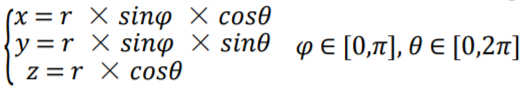 x = r × sinφ × cosθ
y = r × sinφ × sinθ φ ∈ [0,π], θ ∈ [0,2π]
z = r × cosθ